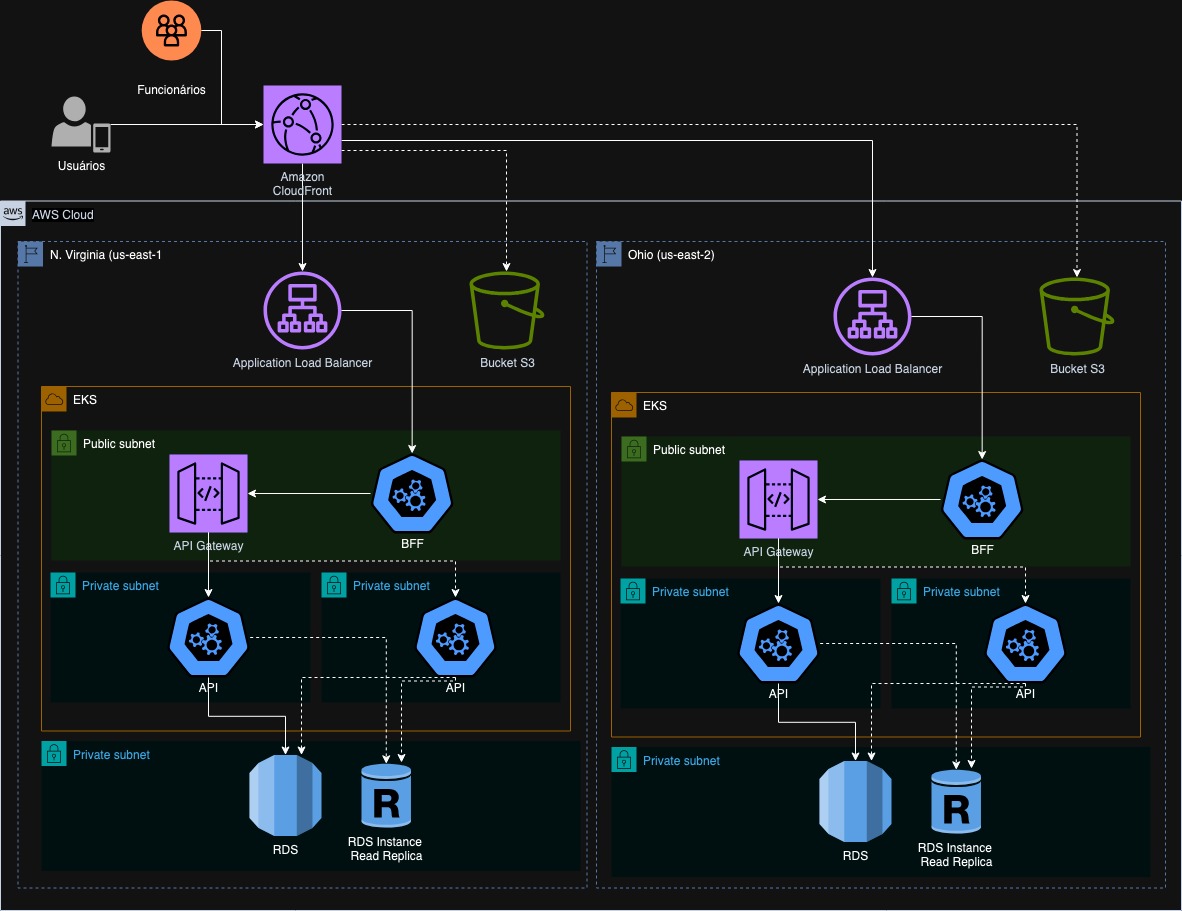 Funcionários
Usuários
Amazon
CloudFront
aws
AWS Cloud
N. Virginia (us-east-1
Ohio (us-east-2)
Application Load Balancer
Bucket S3
Application Load Balancer
Bucket S3
EKS
EKS
Public subnet
Public subnet
</>
</>
API Gateway
BFF
API Gateway
BFF
Private subnet
Private subnet
Private subnet
Private subnet
API
API
API
API
Private subnet
Private subnet
R
R
RDS
RDS Instance
Read Replica
RDS
RDS Instance
Read Replica